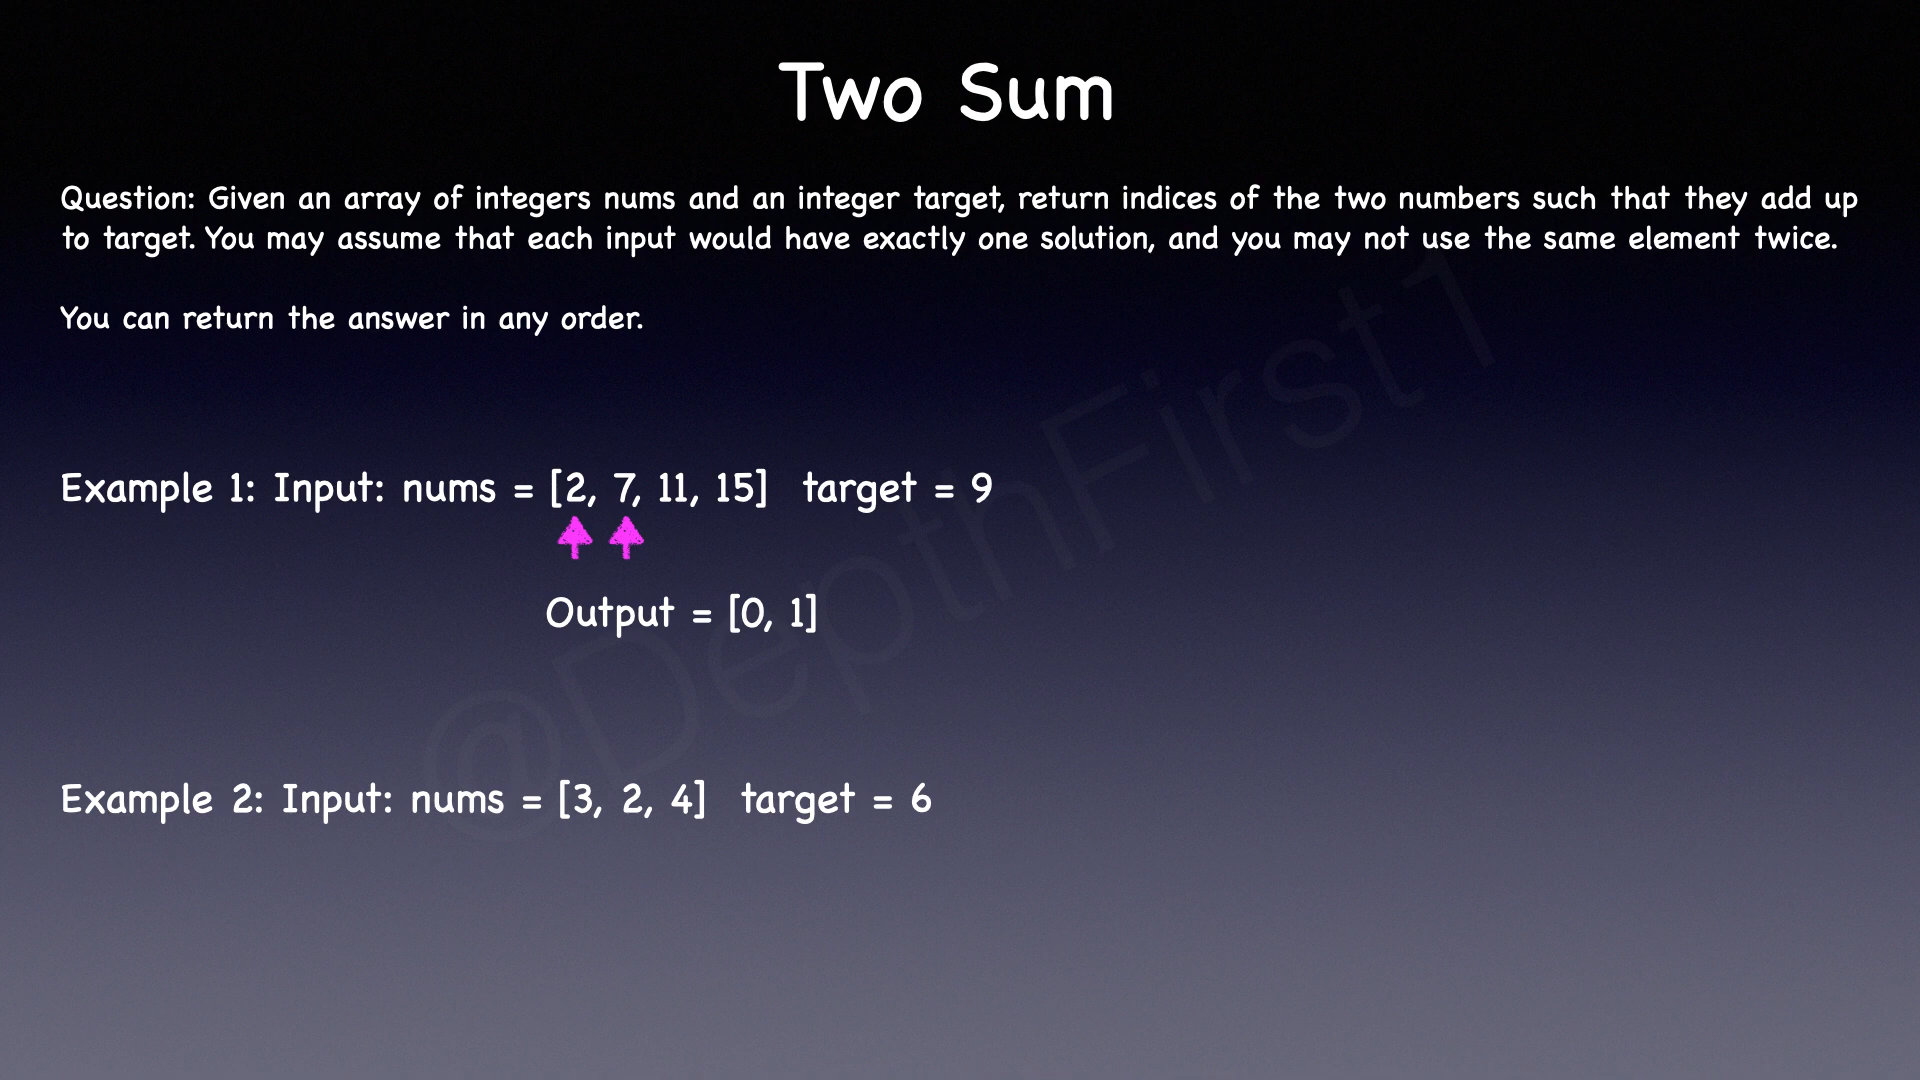 Two Sum
Question: Given an array of integers nums and an integer target, return indices of the two numbers such that they add up
to target. You may assume that each input would have exactly one solution, and you may not use the same element twice.
You can return the answer in any order.
Example 1: Input: nums = [2, 7, 11, 15] target = 9
Output = [0, 1]
Example 2: Input: nums = [3, 2, 4] target = 6
@DepthFirst1